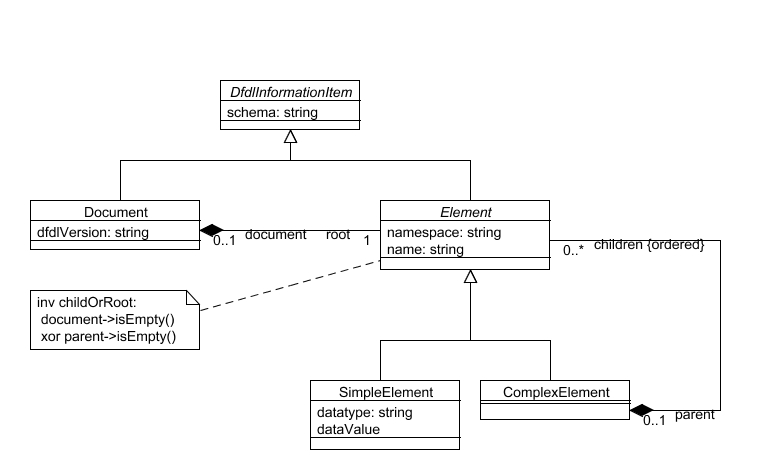 DfdlInformationItem
schema: string
Document
dfdlVersion: string
0..1
document
root
1
Element
namespace: string
name: string
0..*
children {ordered}
inv childOrRoot:
document->isEmpty()
xor parent->isEmpty()
SimpleElement
datatype: string
dataValue
ComplexElement
0..1
parent